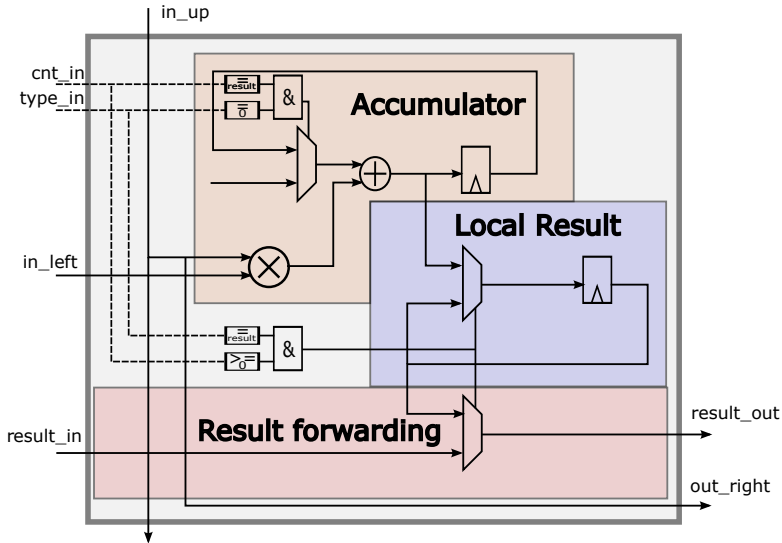 in_up
cnt_in
type_in
=
result
=
0
&
Accumulator
Local Result
in_left
=
result
>=
0
&
result_in
Result forwarding
result_out
out_right